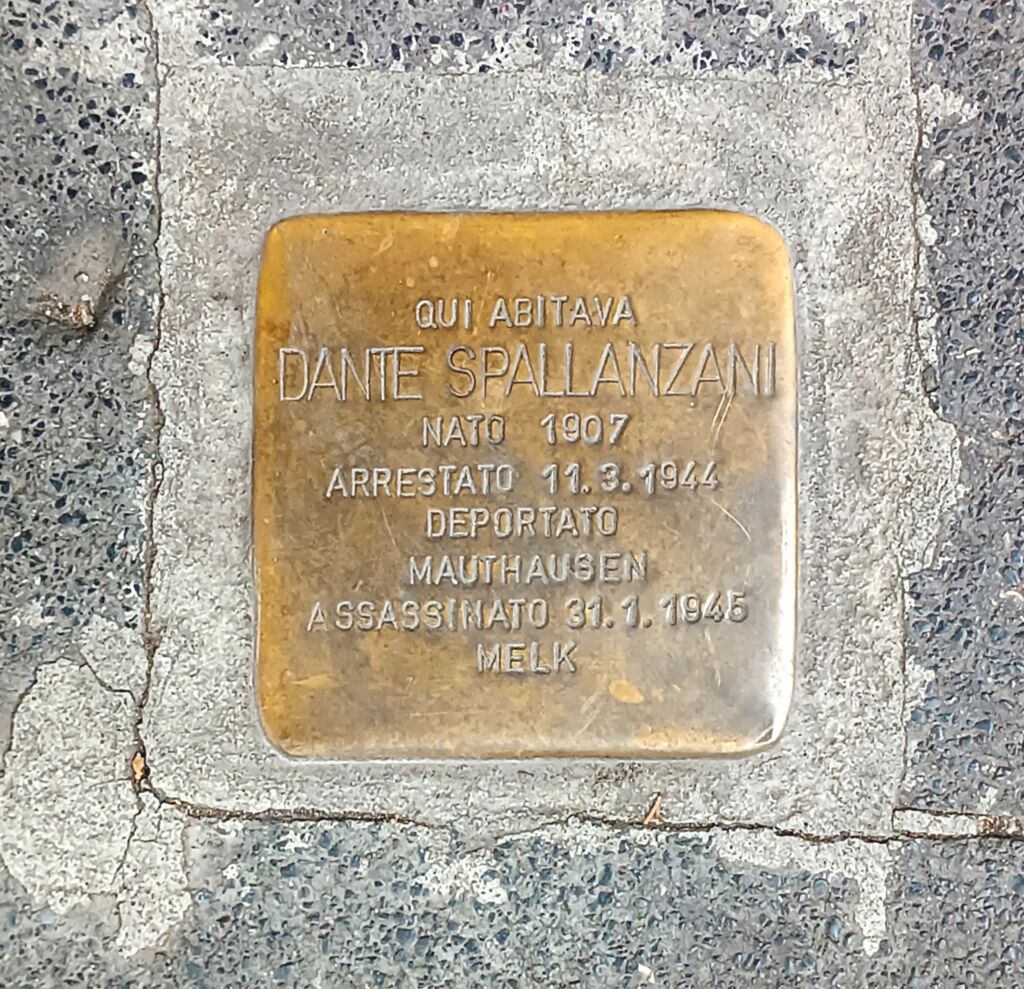 QUI ABITAVA
DANTE SPALLANZANI
NATO 1907
ARRESTATO 11.3.1944
DEPORTATO
MAUTHAUSEN
ASSASSINATO 31.1.1945
MELK